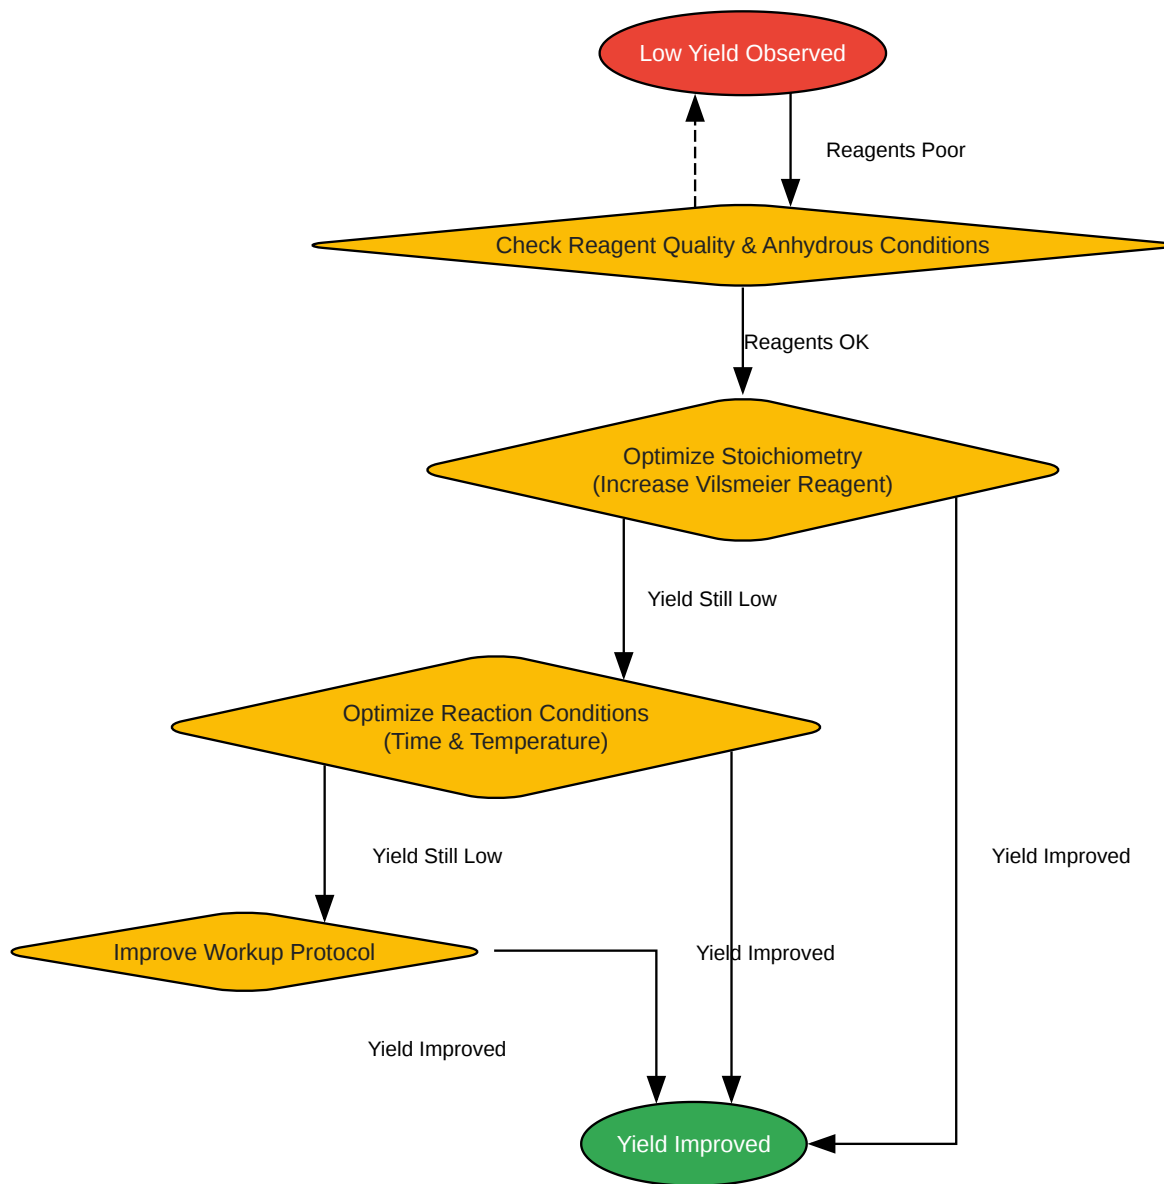 Low Yield Observed
Reagents Poor
Check Reagent Quality & Anhydrous Conditions
Reagents OK
Optimize Stoichiometry
(Increase Vilsmeier Reagent)
Yield Still Low
Optimize Reaction Conditions
(Time & Temperature)
Yield Still Low
Yield Improved
Improve Workup Protocol
Yield Improved
Yield Improved
Yield Improved